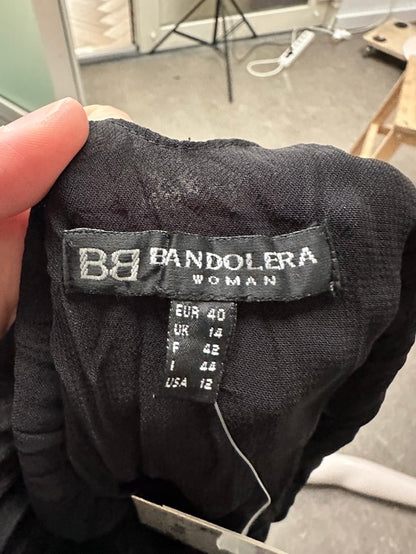 BB BANDOLERA
WOMAN
EUR 40
UK 14
F 42
I 44
USA 12